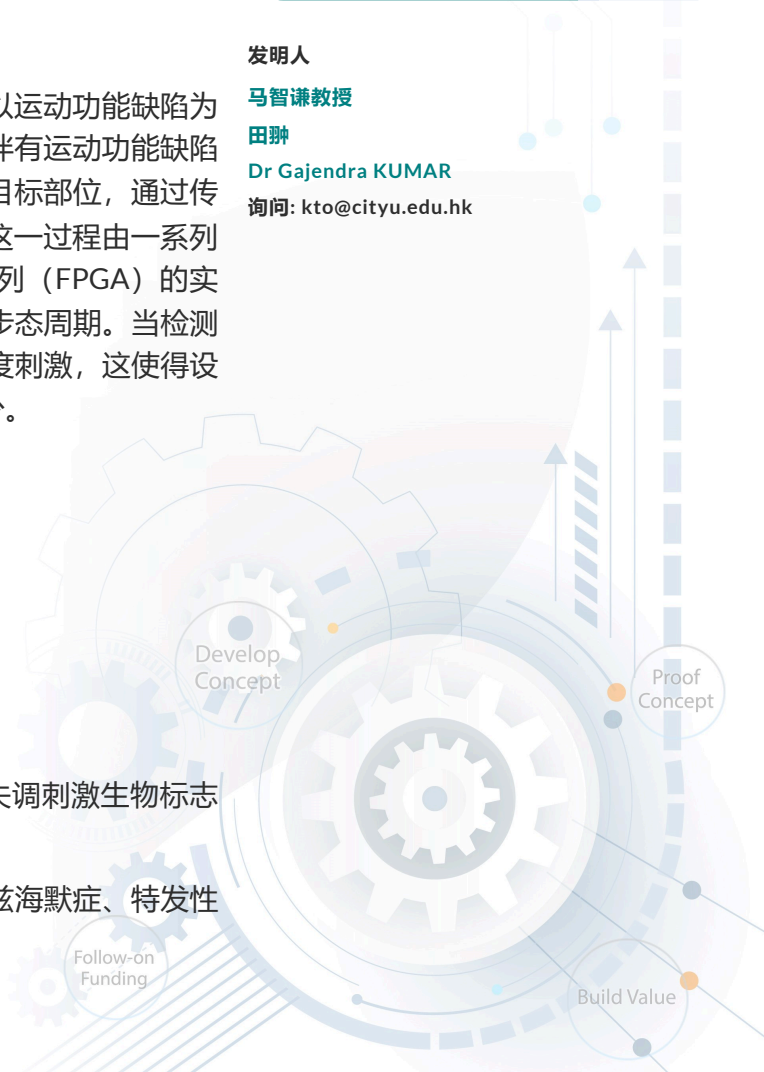 发明人
马智谦教授
田翀
Dr Gajendra KUMAR
询问: kto@cityu.edu.hk
以运动功能缺陷为
伴有运动功能缺陷
目标部位，通过传
这一过程由一系列
列（FPGA）的实
步态周期。当检测
度刺激，这使得设
。
失调刺激生物标志
兹海默症、特发性
Develop
Concept
Proof
Concept
Follow-on
Funding
Build Value